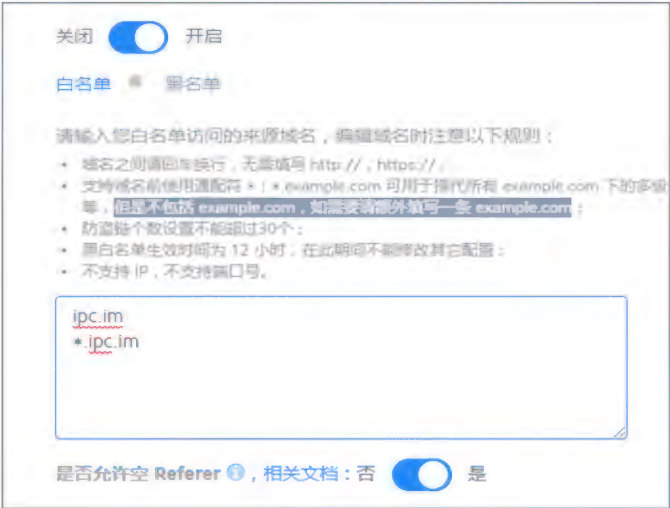 关闭 开启
白名单 黑名单
请输入您白名单访问的来源域名，编辑域名时注意以下规则：
• 域名之间请回车换行，无需填写 http://，https://；
• 支持域名前使用通配符 *：*.example.com 可用于指代所有 example.com 下的多级
等，但是不包括 example.com，如需要请额外填写一条 example.com；
• 防盗链个数设置不能超过30个；
• 黑白名单生效时间为 12 小时，在此期间不能修改其它配置；
• 不支持 IP，不支持端口号。
ipc.im
*.ipc.im
是否允许空 Referer，相关文档：否 是